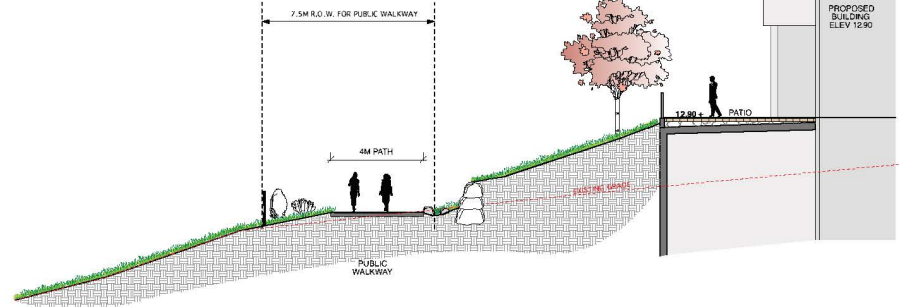 7.5M R.O.W. FOR PUBLIC WALKWAY
PROPOSED
BUILDING
ELEV 12.90
12.90 +
PATIO
4M PATH
EXISTING GRADE
PUBLIC
WALKWAY